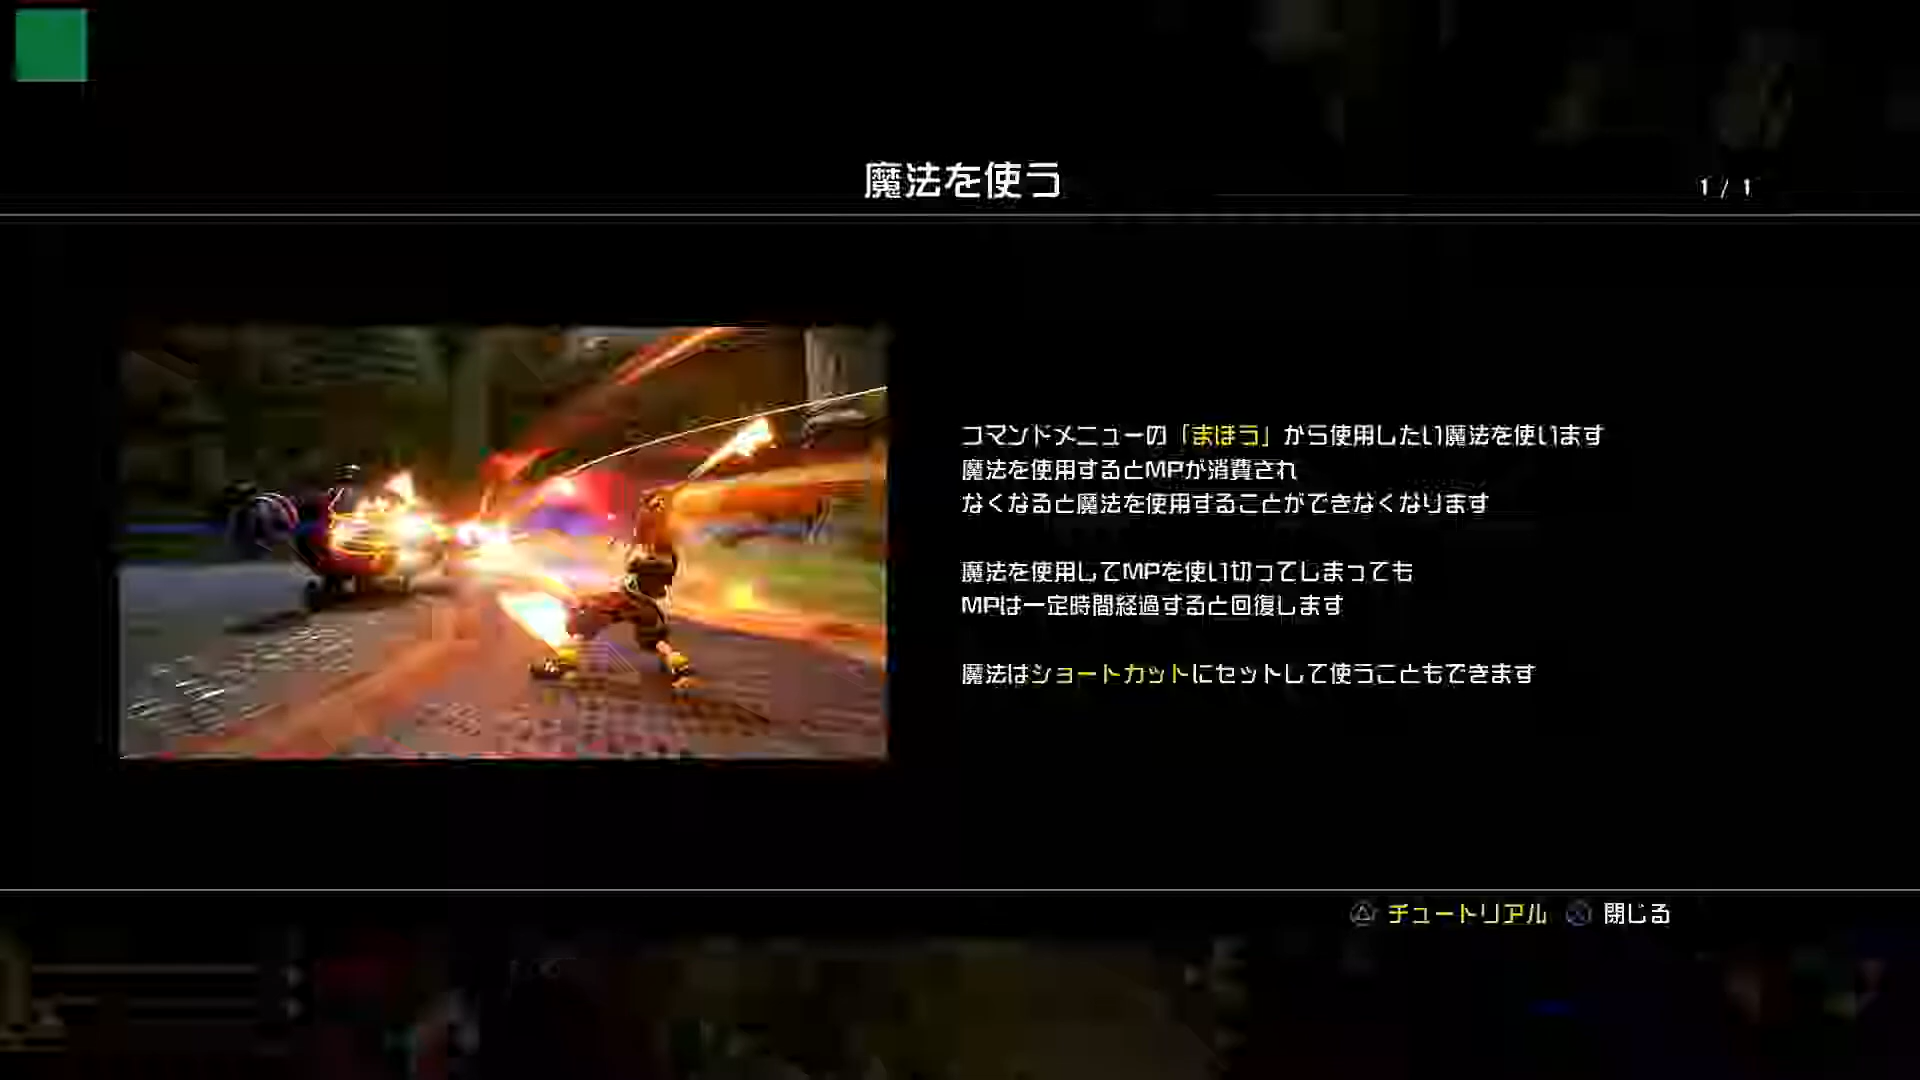 魔法を使う
1 / 1
コマンドメニューの「まほう」から使用したい魔法を使います
魔法を使用するとMPが消費され
なくなると魔法を使用することができなくなります
魔法を使用してMPを使い切ってしまっても
MPは一定時間経過すると回復します
魔法はショートカットにセットして使うこともできます
チュートリアル 閉じる